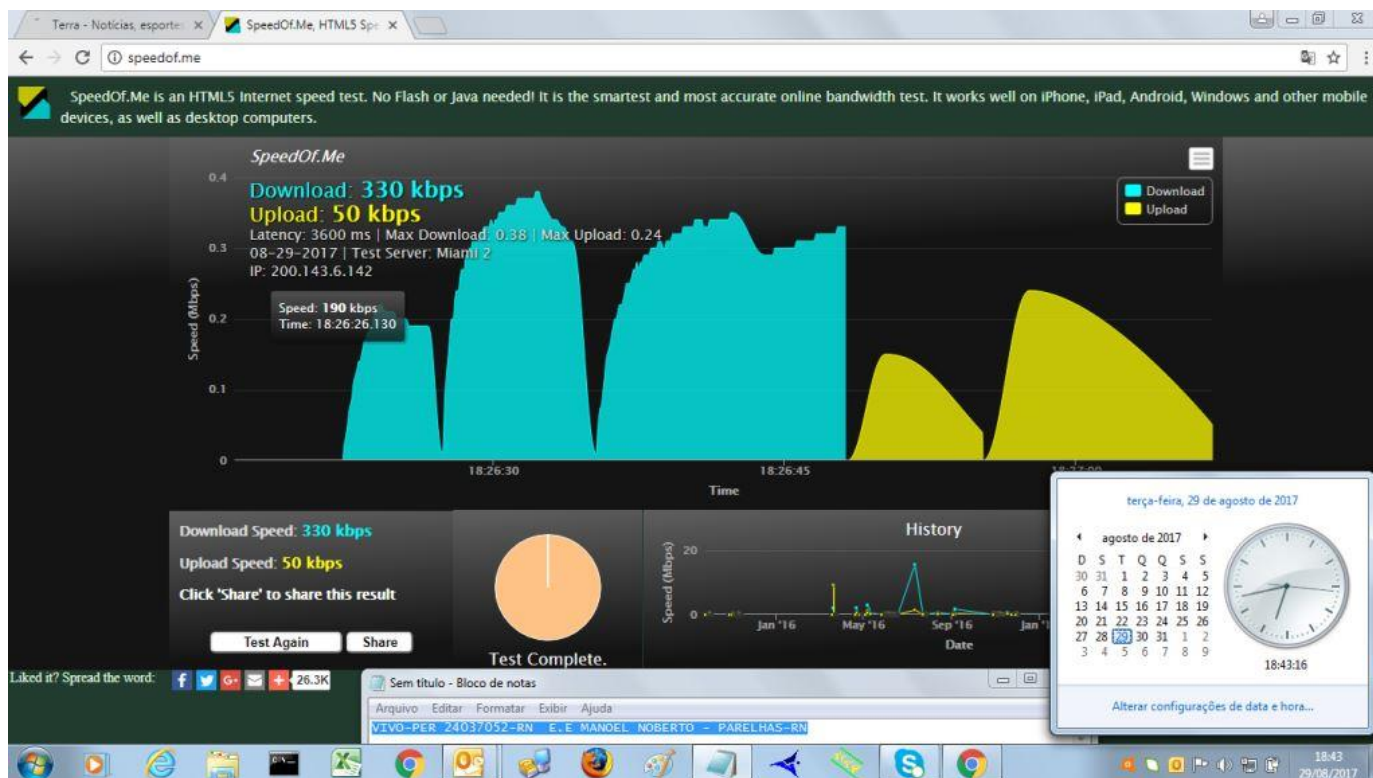 Terra - Notícias, esporte
SpeedOf.Me, HTML5 Spe
speedof.me
SpeedOf.Me is an HTML5 Internet speed test. No Flash or Java needed! It is the smartest and most accurate online bandwidth test. It works well on iPhone, iPad, Android, Windows and other mobile
devices, as well as desktop computers.
SpeedOf.Me
Download: 330 kbps
Upload: 50 kbps
Latency: 3600 ms | Max Download: 0.38 | Max Upload: 0.24
08-29-2017 | Test Server: Miami 2
IP: 200.143.6.142
Download
Upload
Speed: 190 kbps
Time: 18:26:26.130
Speed (Mbps)
0.4
0.3
0.2
0.1
0
18:26:30 18:26:45 18:27:00
Time
Download Speed: 330 kbps
Upload Speed: 50 kbps
Click 'Share' to share this result
Test Again Share
Test Complete.
History
Speed (Mbps)
20
0
Jan '16 May '16 Sep '16 Jan '1
Date
terça-feira, 29 de agosto de 2017
agosto de 2017
D S T Q Q S S
30 31 1 2 3 4 5
6 7 8 9 10 11 12
13 14 15 16 17 18 19
20 21 22 23 24 25 26
27 28 29 30 31 1 2
3 4 5 6 7 8 9
18:43:16
Alterar configurações de data e hora...
Liked it? Spread the word:
26.3K
Sem título - Bloco de notas
Arquivo Editar Formatar Exibir Ajuda
VIVO-PER 24037052-RN E.E MANOEL NOBERTO - PARELHAS-RN
18:43
29/08/2017